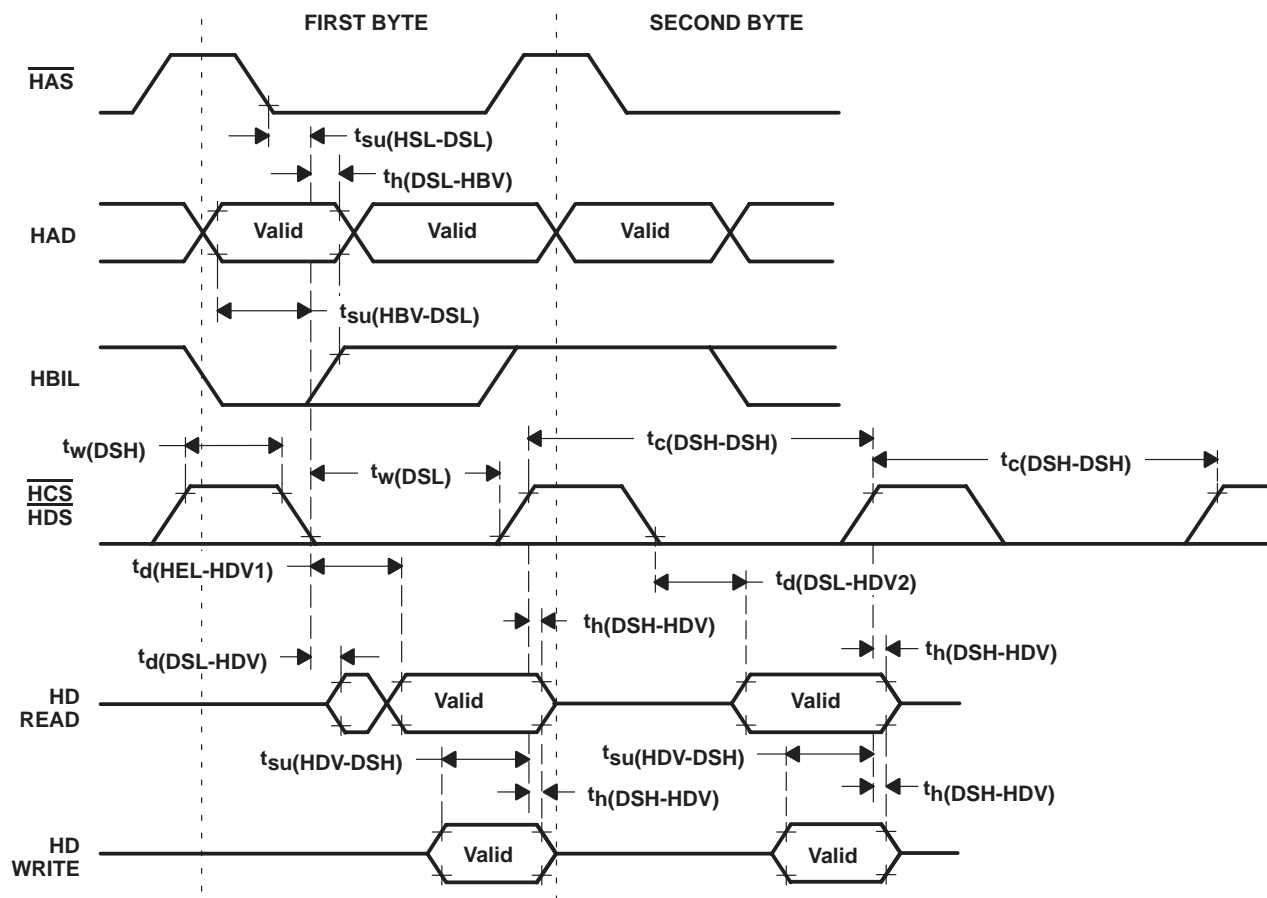 FIRST BYTE
SECOND BYTE
HAS
tsu(HSL-DSL)
th(DSL-HBV)
HAD
Valid
Valid
Valid
tsu(HBV-DSL)
HBIL
tw(DSH)
tc(DSH-DSH)
tc(DSH-DSH)
tw(DSL)
HCS
HDS
td(HEL-HDV1)
td(DSL-HDV2)
th(DSH-HDV)
td(DSL-HDV)
th(DSH-HDV)
HD
READ
Valid
Valid
tsu(HDV-DSH)
tsu(HDV-DSH)
th(DSH-HDV)
th(DSH-HDV)
HD
WRITE
Valid
Valid